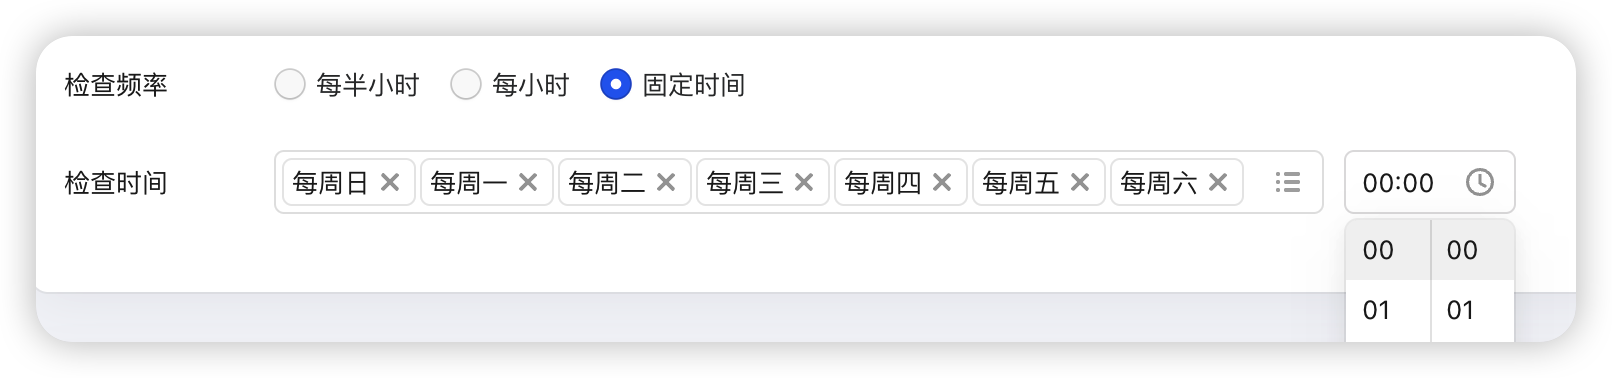 检查频率 每半小时 每小时 固定时间
检查时间 每周日 每周一 每周二 每周三 每周四 每周五 每周六 00:00
00 00
01 01